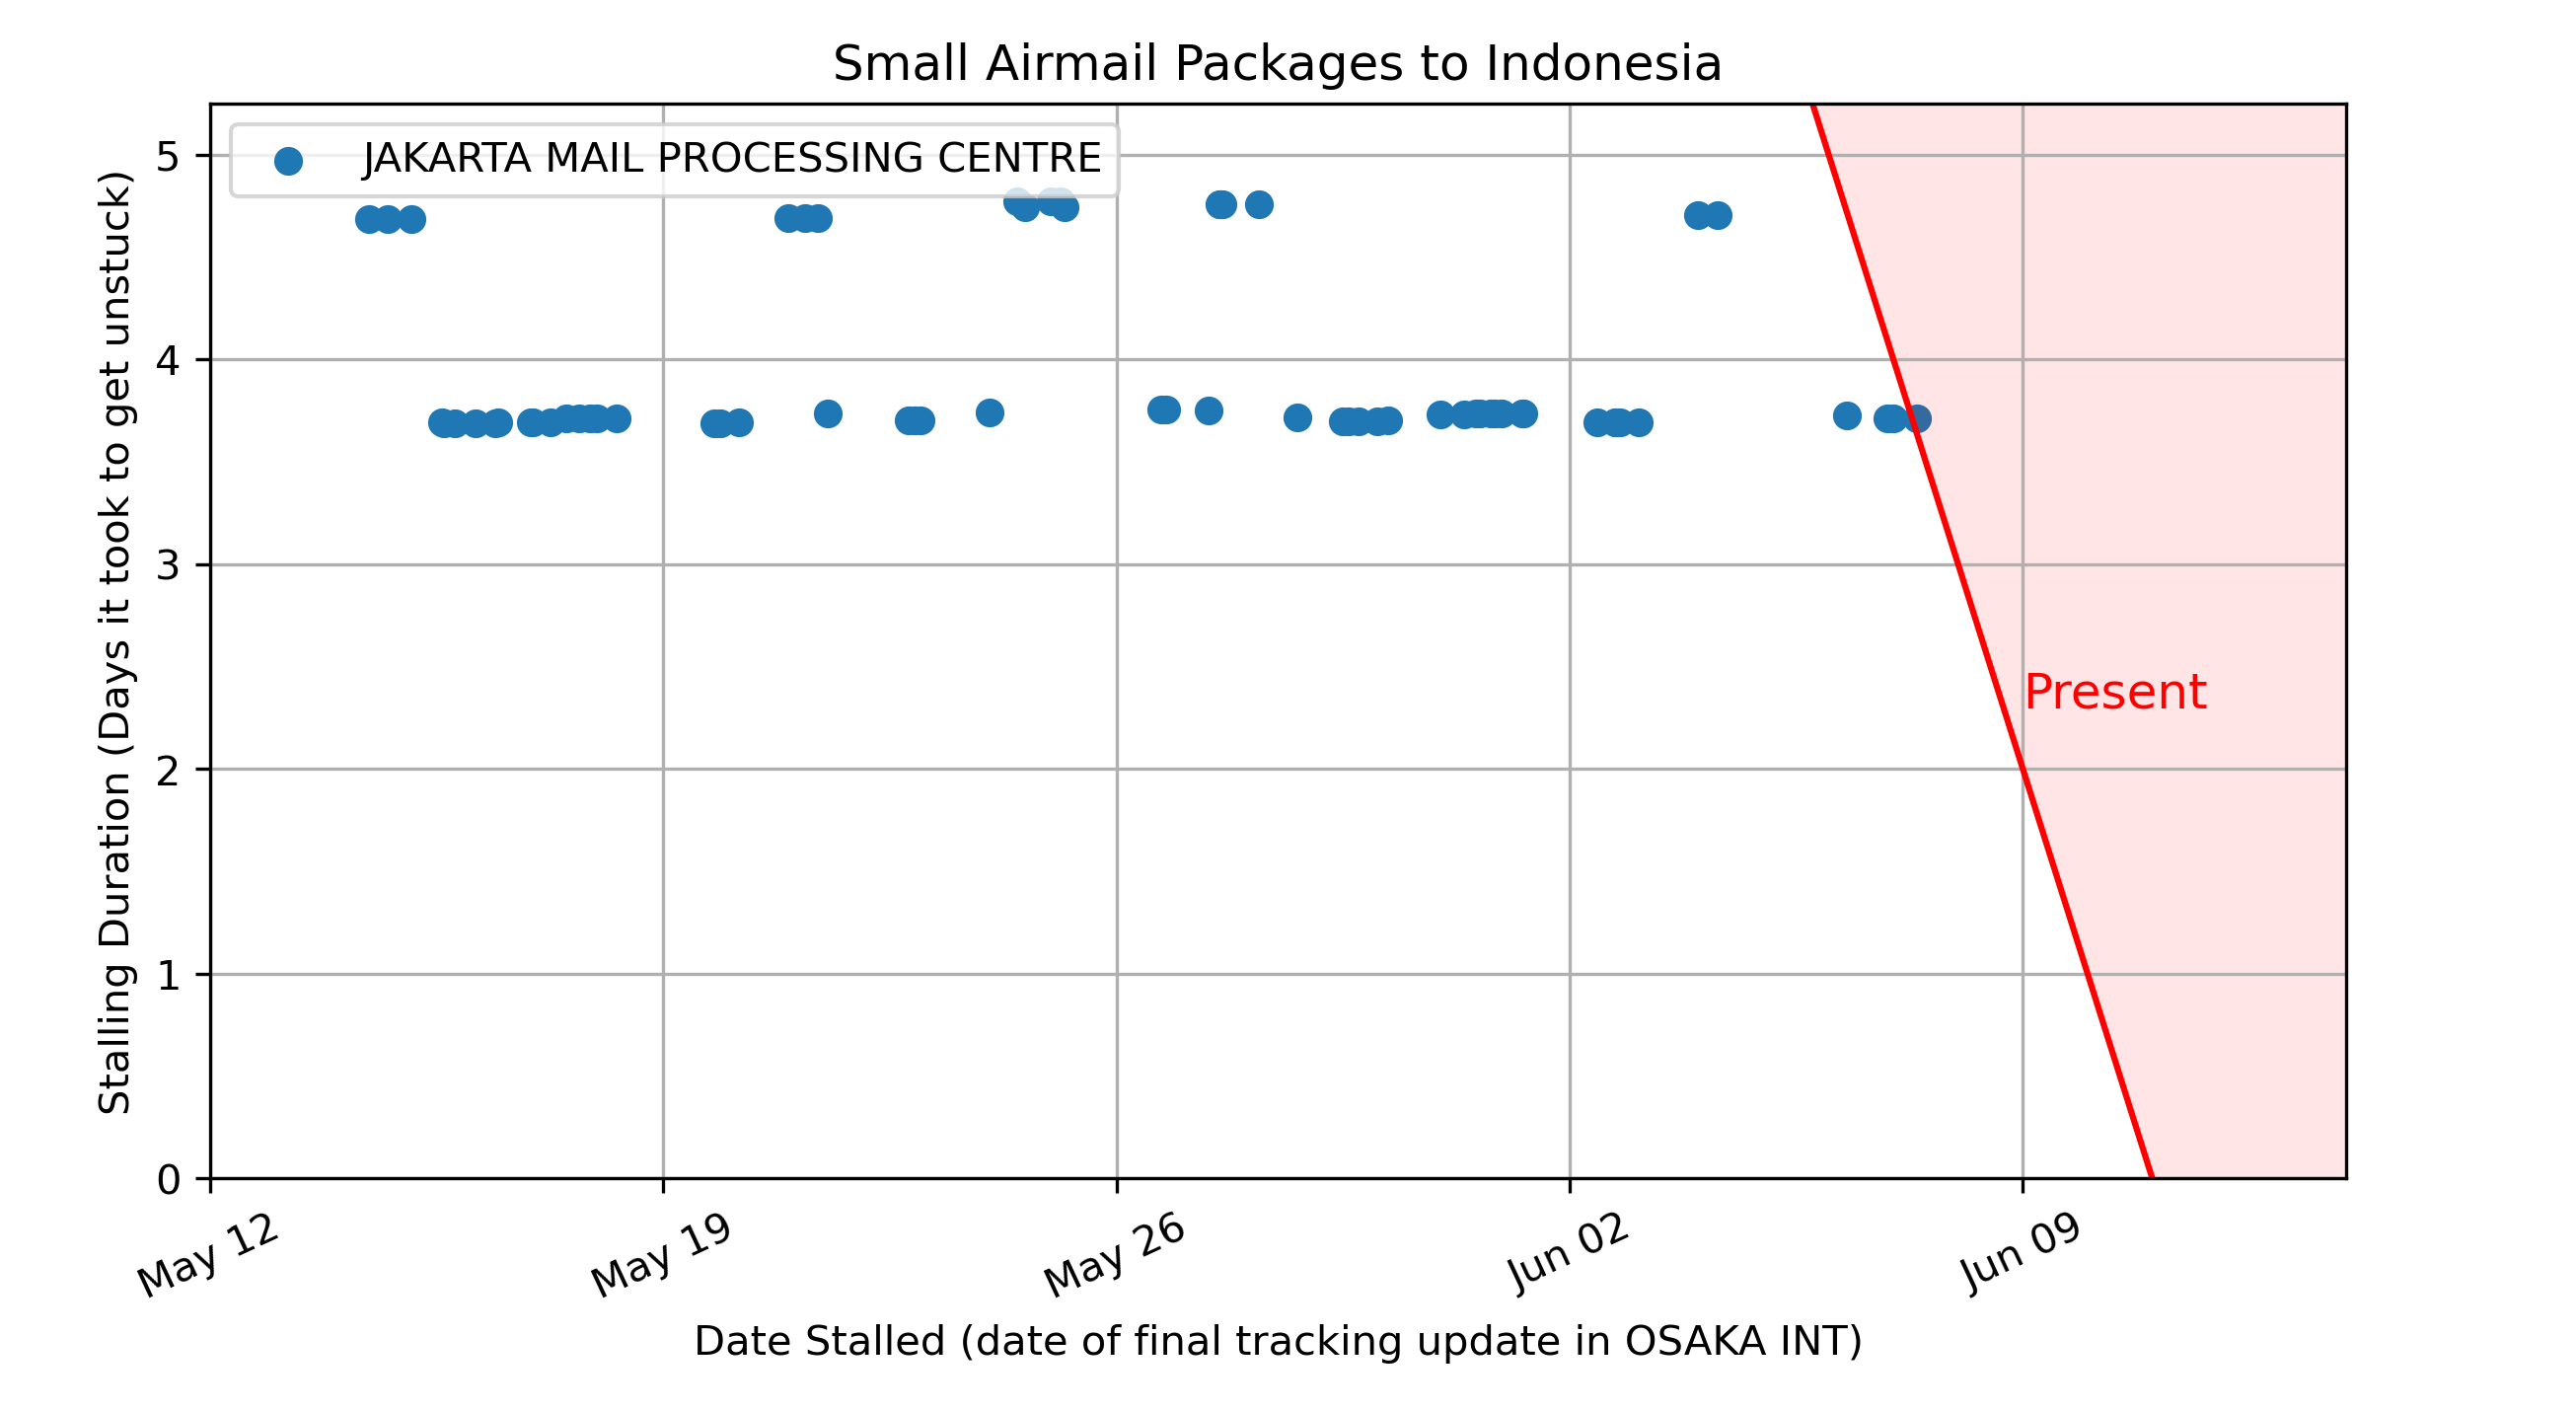 Small Airmail Packages to Indonesia
JAKARTA MAIL PROCESSING CENTRE
Stalling Duration (Days it took to get unstuck)
5
4
3
2
1
0
Present
May 12
May 19
May 26
Jun 02
Jun 09
Date Stalled (date of final tracking update in OSAKA INT)